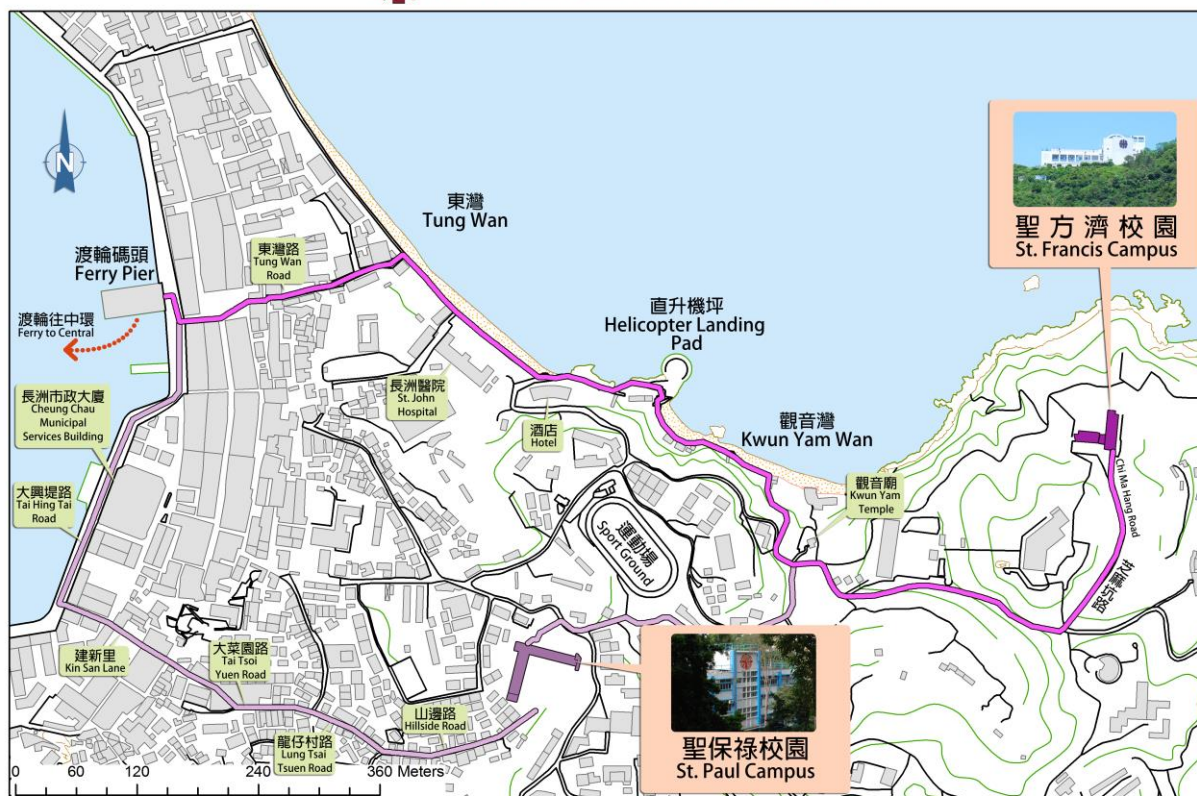 N
東灣
Tung Wan
聖方濟校園
St. Francis Campus
渡輪碼頭
Ferry Pier
東灣路
Tung Wan
Road
渡輪往中環
Ferry to Central
直升機坪
Helicopter Landing
Pad
長洲市政大廈
Cheung Chau
Municipal
Services Building
長洲醫院
St. John
Hospital
酒店
Hotel
觀音灣
Kwun Yam Wan
觀音廟
Kwun Yam
Temple
Chi Ma Hang Road
芝麻坑路
大興堤路
Tai Hing Tai
Road
運動場
Sport Ground
建新里
Kin San Lane
大菜園路
Tai Tsoi
Yuen Road
山邊路
Hillside Road
龍仔村路
Lung Tsai
Tsuen Road
聖保祿校園
St. Paul Campus
0 60 120 240 360 Meters